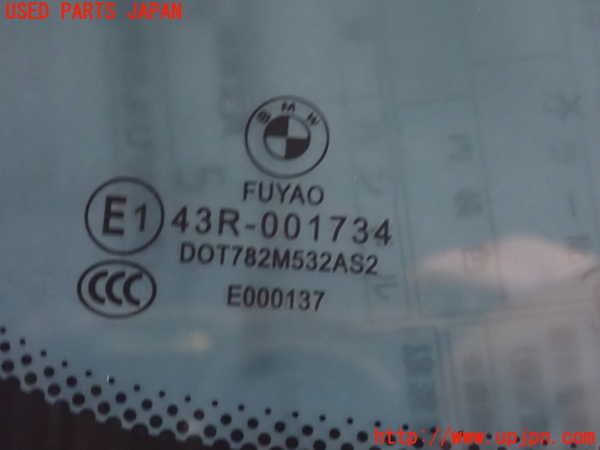 USED PARTS JAPAN
BMW
FUYAO
E1 43R-001734
DOT782M532AS2
CCC E000137
http://www.upjpn.com/